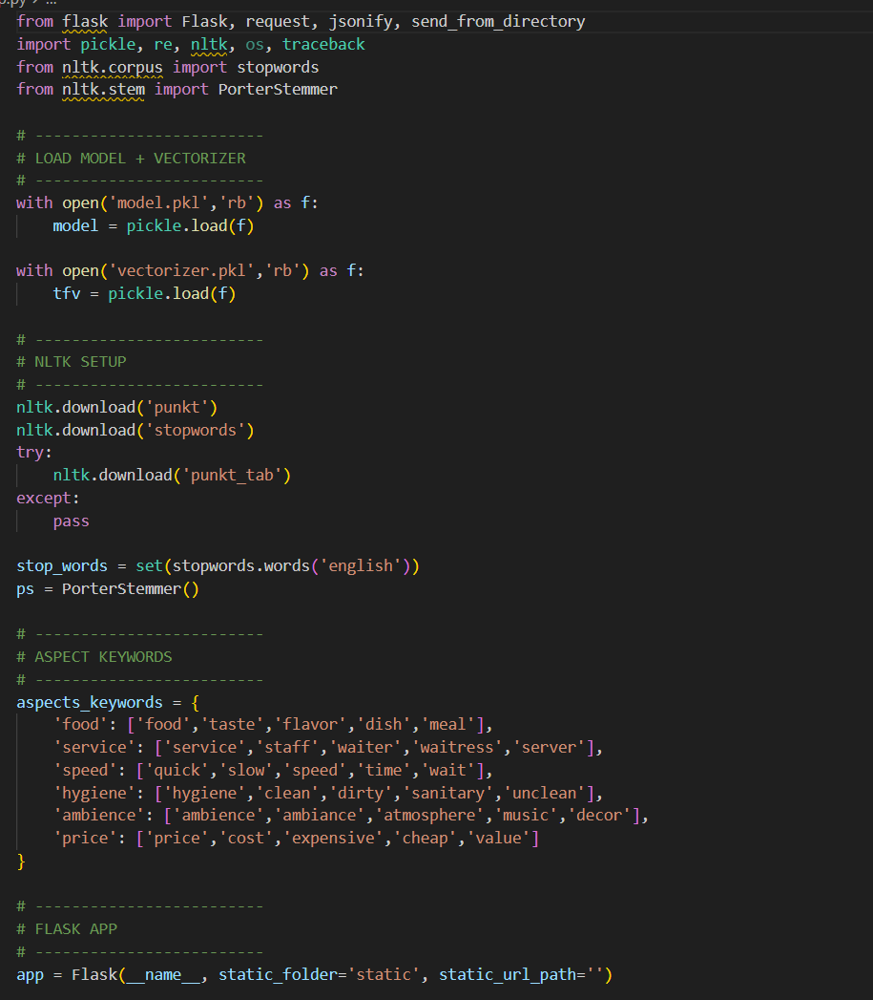 p.py > ...
from flask import Flask, request, jsonify, send_from_directory
import pickle, re, nltk, os, traceback
from nltk.corpus import stopwords
from nltk.stem import PorterStemmer

# -------------------------
# LOAD MODEL + VECTORIZER
# -------------------------
with open('model.pkl','rb') as f:
    model = pickle.load(f)

with open('vectorizer.pkl','rb') as f:
    tfv = pickle.load(f)

# -------------------------
# NLTK SETUP
# -------------------------
nltk.download('punkt')
nltk.download('stopwords')
try:
    nltk.download('punkt_tab')
except:
    pass

stop_words = set(stopwords.words('english'))
ps = PorterStemmer()

# -------------------------
# ASPECT KEYWORDS
# -------------------------
aspects_keywords = {
    'food': ['food','taste','flavor','dish','meal'],
    'service': ['service','staff','waiter','waitress','server'],
    'speed': ['quick','slow','speed','time','wait'],
    'hygiene': ['hygiene','clean','dirty','sanitary','unclean'],
    'ambience': ['ambience','ambiance','atmosphere','music','decor'],
    'price': ['price','cost','expensive','cheap','value']
}

# -------------------------
# FLASK APP
# -------------------------
app = Flask(__name__, static_folder='static', static_url_path='')